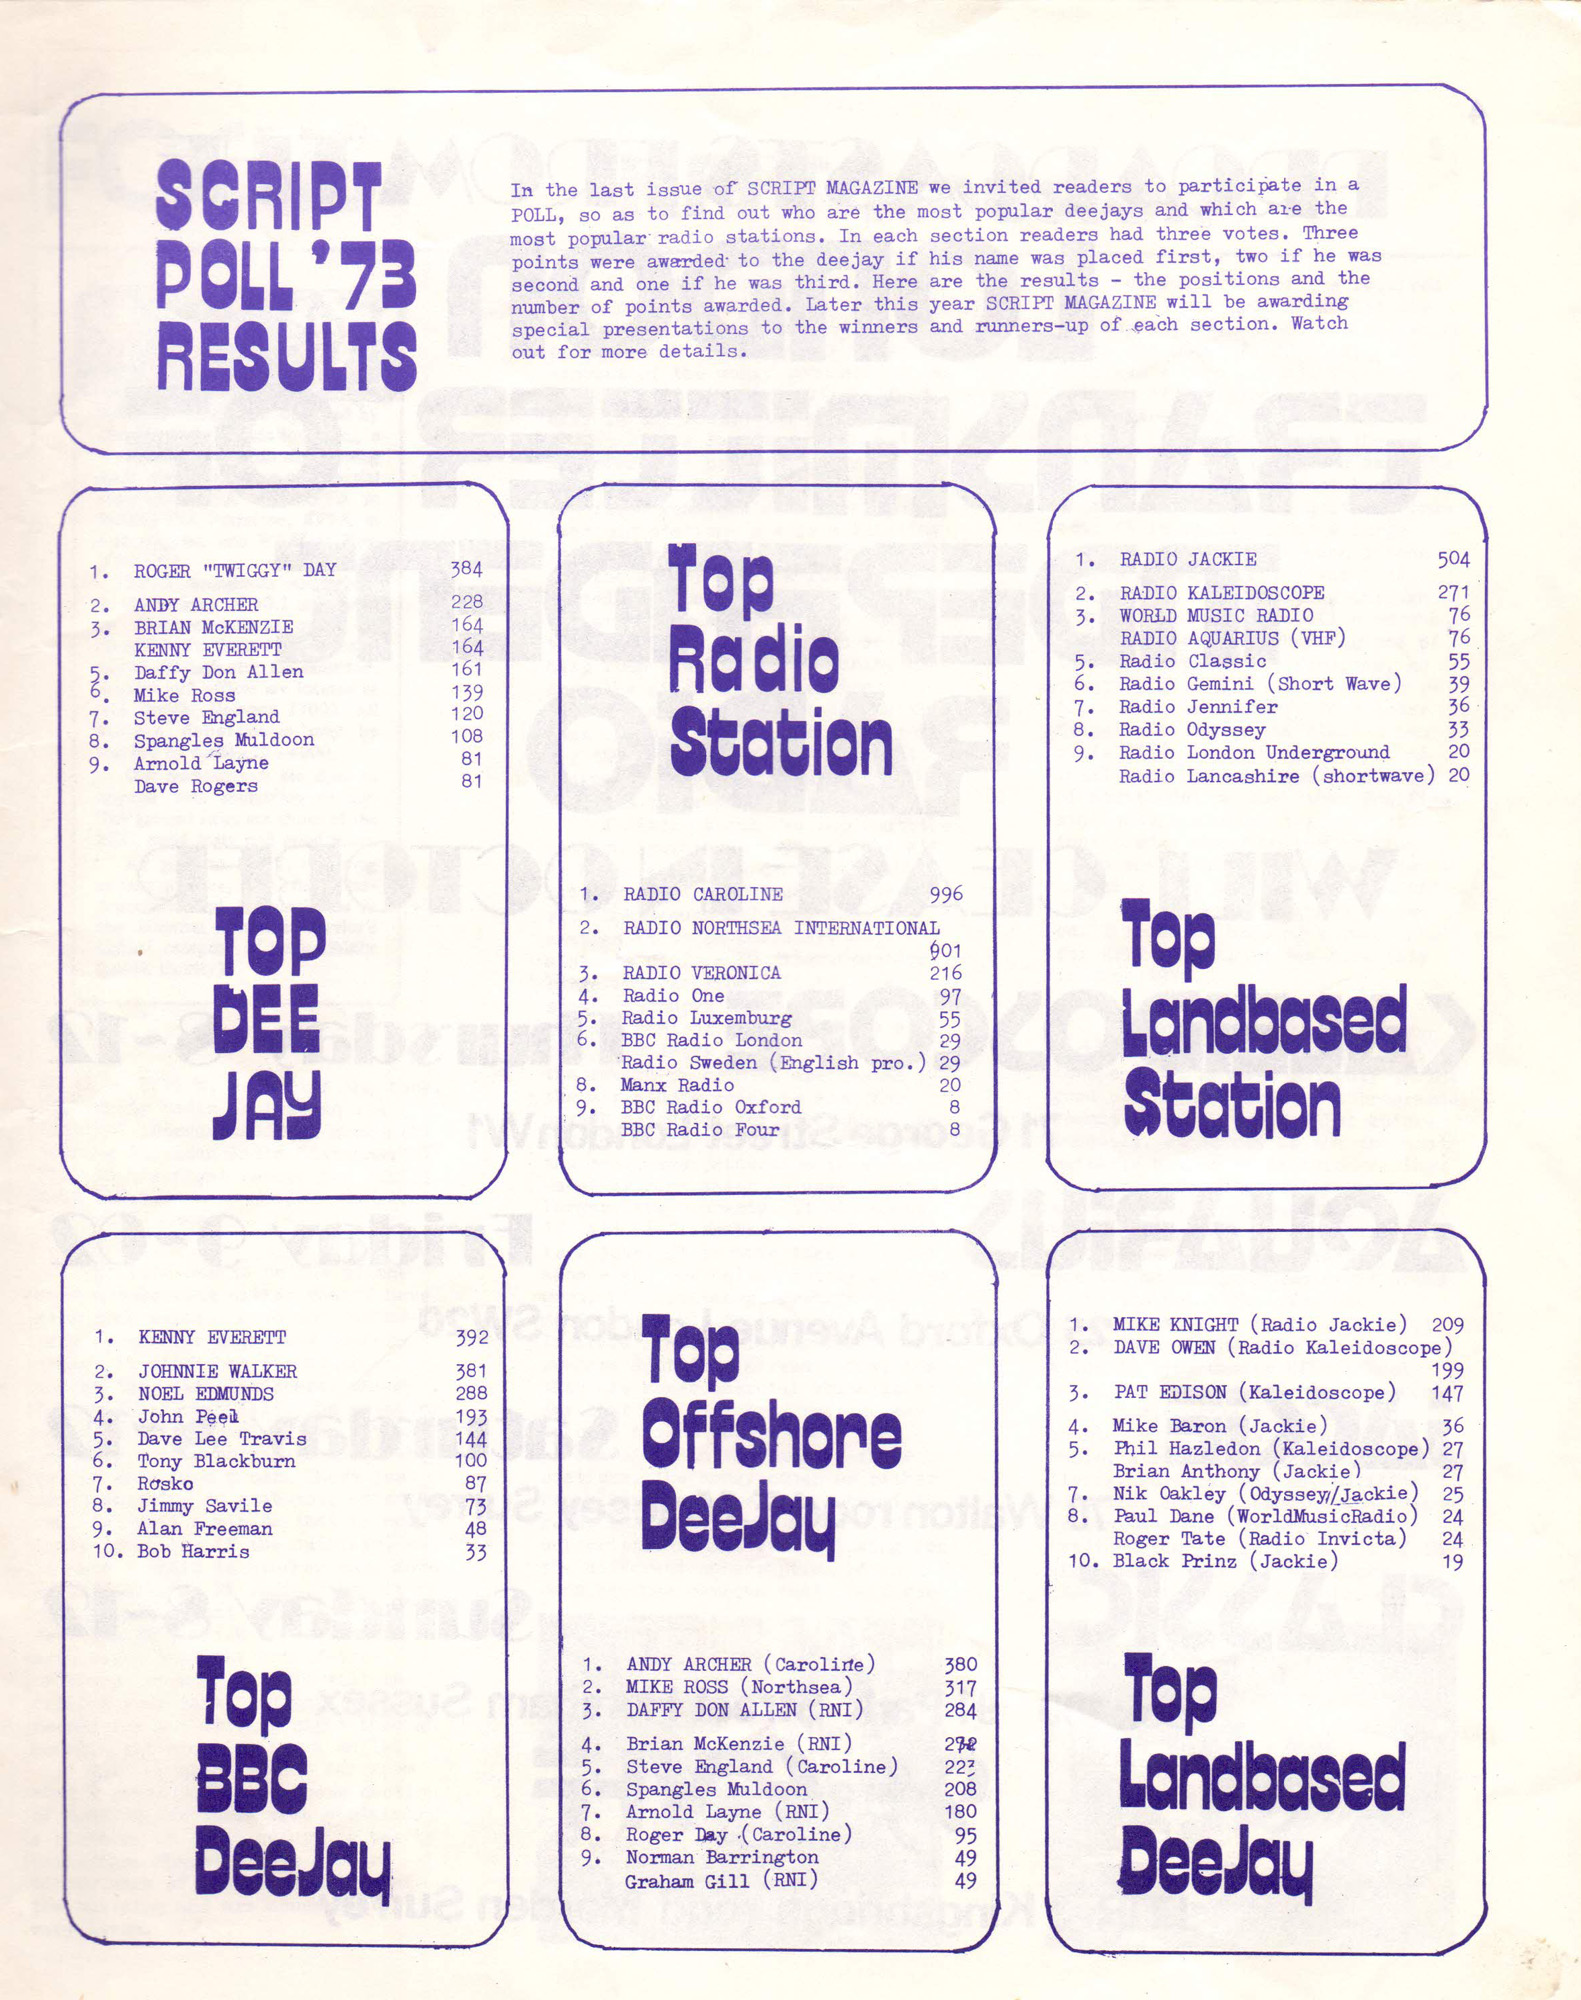 SCRIPT
POLL '73
RESULTS
In the last issue of SCRIPT MAGAZINE we invited readers to participate in a
POLL, so as to find out who are the most popular deejays and which are the
most popular radio stations. In each section readers had three votes. Three
points were awarded to the deejay if his name was placed first, two if he was
second and one if he was third. Here are the results - the positions and the
number of points awarded. Later this year SCRIPT MAGAZINE will be awarding
special presentations to the winners and runners-up of each section. Watch
out for more details.
1. ROGER "TWIGGY" DAY 384
2. ANDY ARCHER 228
3. BRIAN McKENZIE 164
KENNY EVERETT 164
5. Daffy Don Allen 161
6. Mike Ross 139
7. Steve England 120
8. Spangles Muldoon 108
9. Arnold Layne 81
Dave Rogers 81
TOP
DEE
JAY
Top
Radio
Station
1. RADIO CAROLINE 996
2. RADIO NORTHSEA INTERNATIONAL
901
3. RADIO VERONICA 216
4. Radio One 97
5. Radio Luxemburg 55
6. BBC Radio London 29
Radio Sweden (English pro.) 29
8. Manx Radio 20
9. BBC Radio Oxford 8
BBC Radio Four 8
1. RADIO JACKIE 504
2. RADIO KALEIDOSCOPE 271
3. WORLD MUSIC RADIO 76
RADIO AQUARIUS (VHF) 76
5. Radio Classic 55
6. Radio Gemini (Short Wave) 39
7. Radio Jennifer 36
8. Radio Odyssey 33
9. Radio London Underground 20
Radio Lancashire (shortwave) 20
Top
Landbased
Station
1. KENNY EVERETT 392
2. JOHNNIE WALKER 381
3. NOEL EDMUNDS 288
4. John Peel 193
5. Dave Lee Travis 144
6. Tony Blackburn 100
7. Rosko 87
8. Jimmy Savile 73
9. Alan Freeman 48
10. Bob Harris 33
Top
BBC
DeeJay
Top
Offshore
DeeJay
1. ANDY ARCHER (Caroline) 380
2. MIKE ROSS (Northsea) 317
3. DAFFY DON ALLEN (RNI) 284
4. Brian McKenzie (RNI)
5. Steve England (Caroline) 223
6. Spangles Muldoon 208
7. Arnold Layne (RNI) 180
8. Roger Day (Caroline) 95
9. Norman Barrington 49
Graham Gill (RNI) 49
1. MIKE KNIGHT (Radio Jackie) 209
2. DAVE OWEN (Radio Kaleidoscope)
199
3. PAT EDISON (Kaleidoscope) 147
4. Mike Baron (Jackie) 36
5. Phil Hazledon (Kaleidoscope) 27
Brian Anthony (Jackie) 27
7. Nik Oakley (Odyssey//Jackie) 25
8. Paul Dane (WorldMusicRadio) 24
Roger Tate (Radio Invicta) 24
10. Black Prinz (Jackie) 19
Top
Landbased
DeeJay